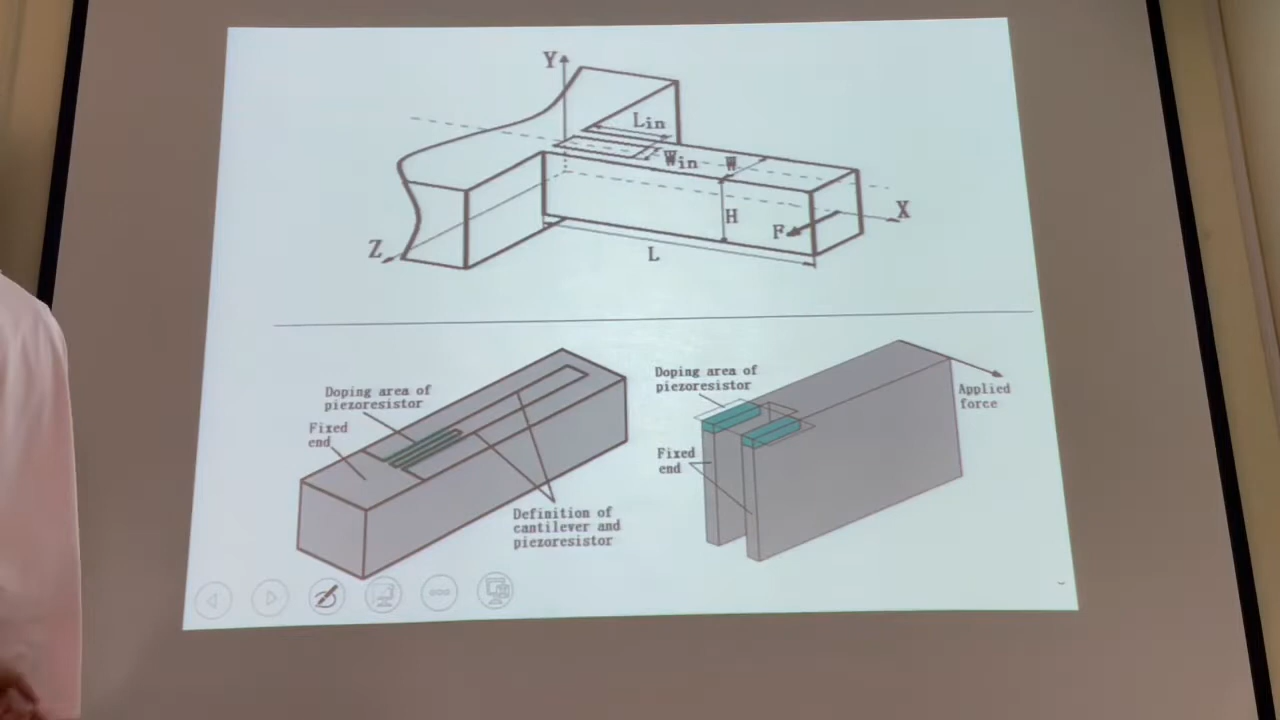 Y
Lin
Win
W
X
H
F
Z
L
Doping area of
piezoresistor
Fixed
end
Definition of
cantilever and
piezoresistor
Doping area of
piezoresistor
Applied
force
Fixed
end